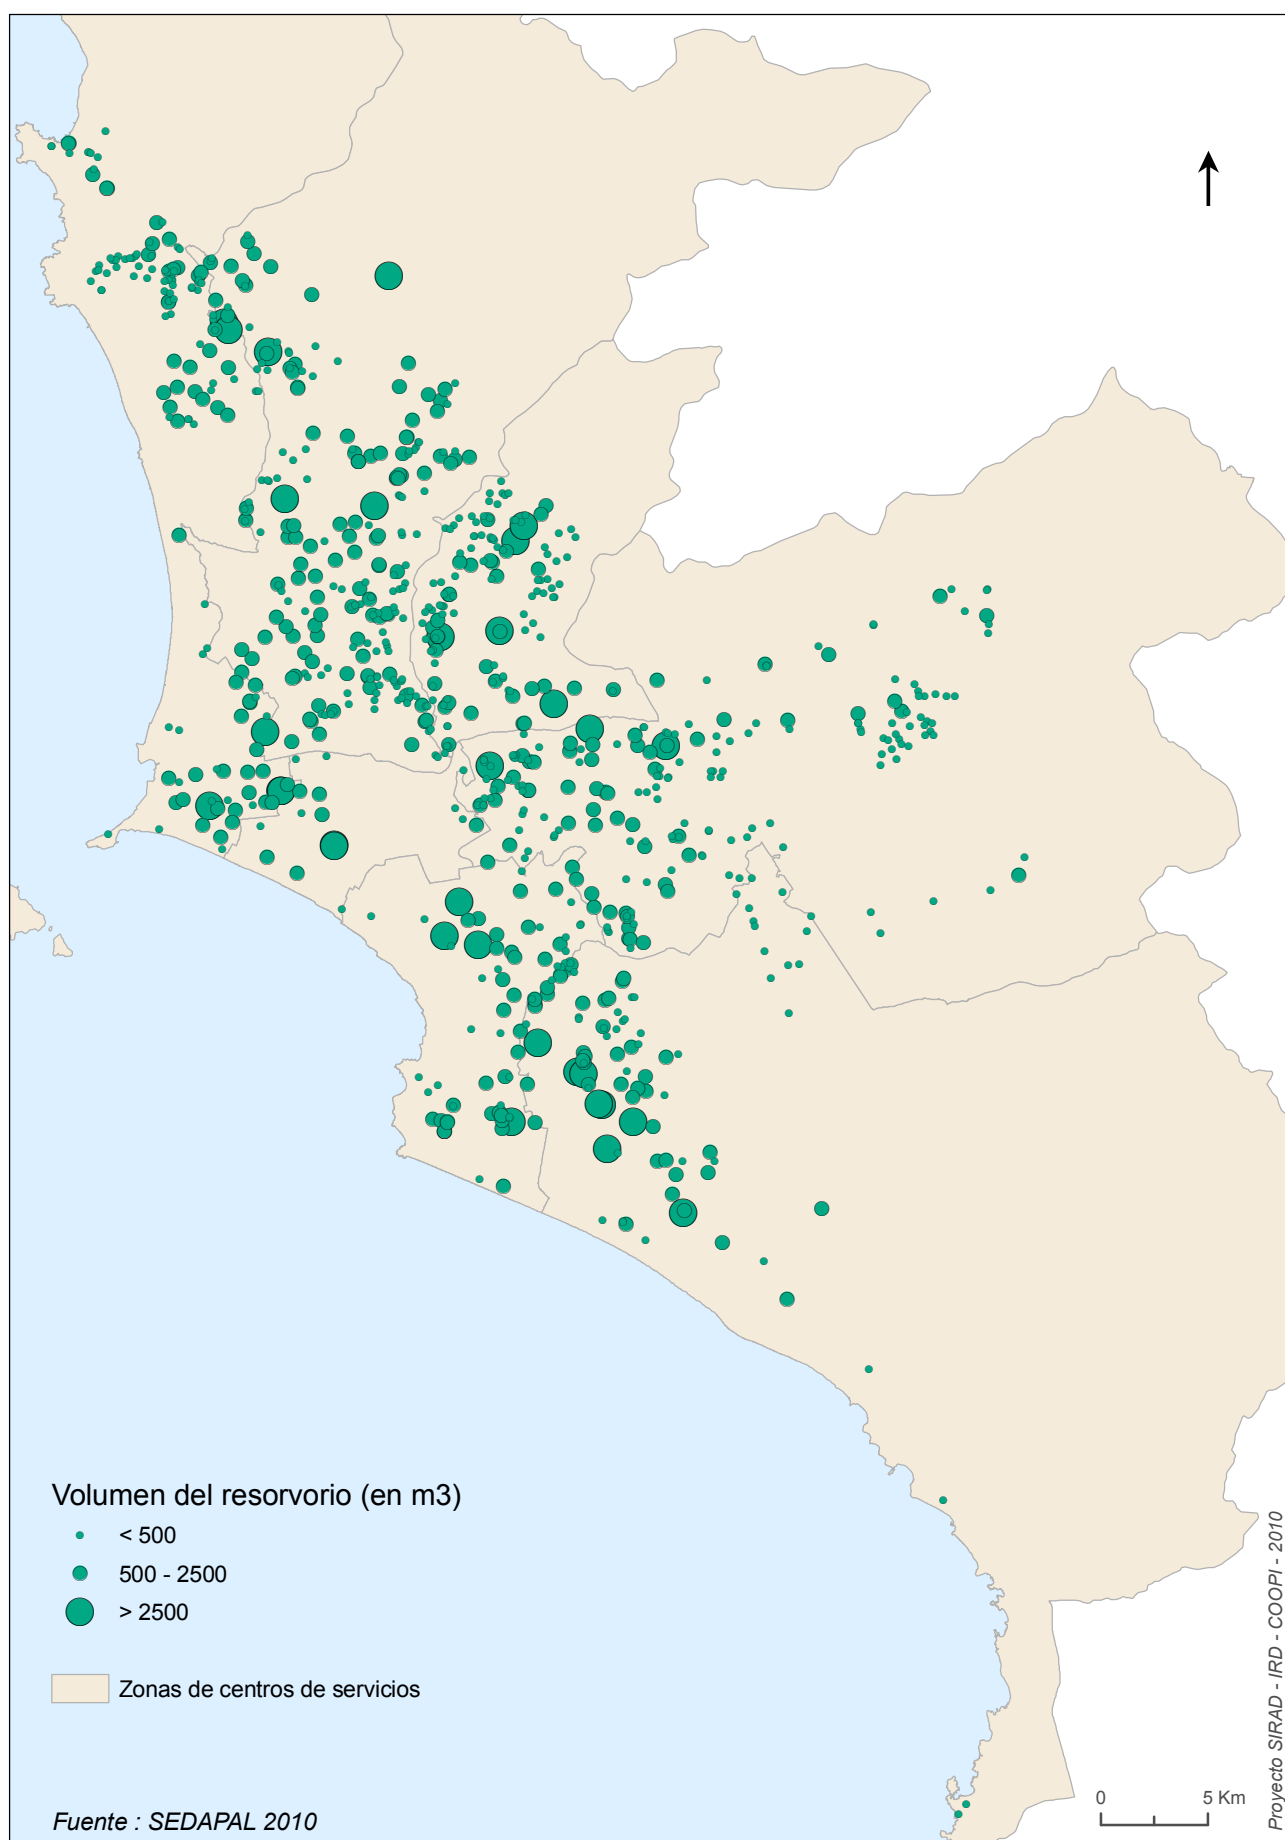 Volumen del resorvorio (en m3)
< 500
500 - 2500
> 2500
Zonas de centros de servicios
Fuente : SEDAPAL 2010
0 5 Km
Proyecto SIRAD - IRD - COOPI - 2010